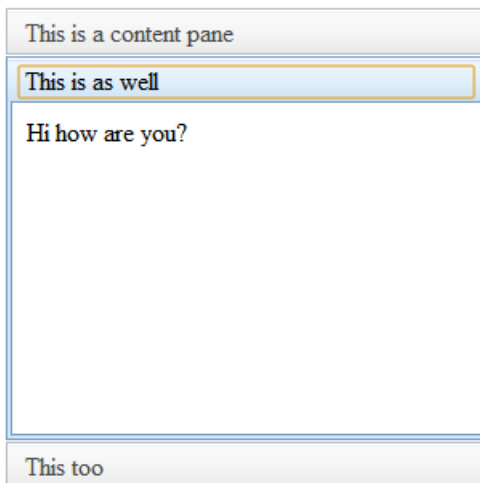 This is a content pane
This is as well
Hi how are you?
This too